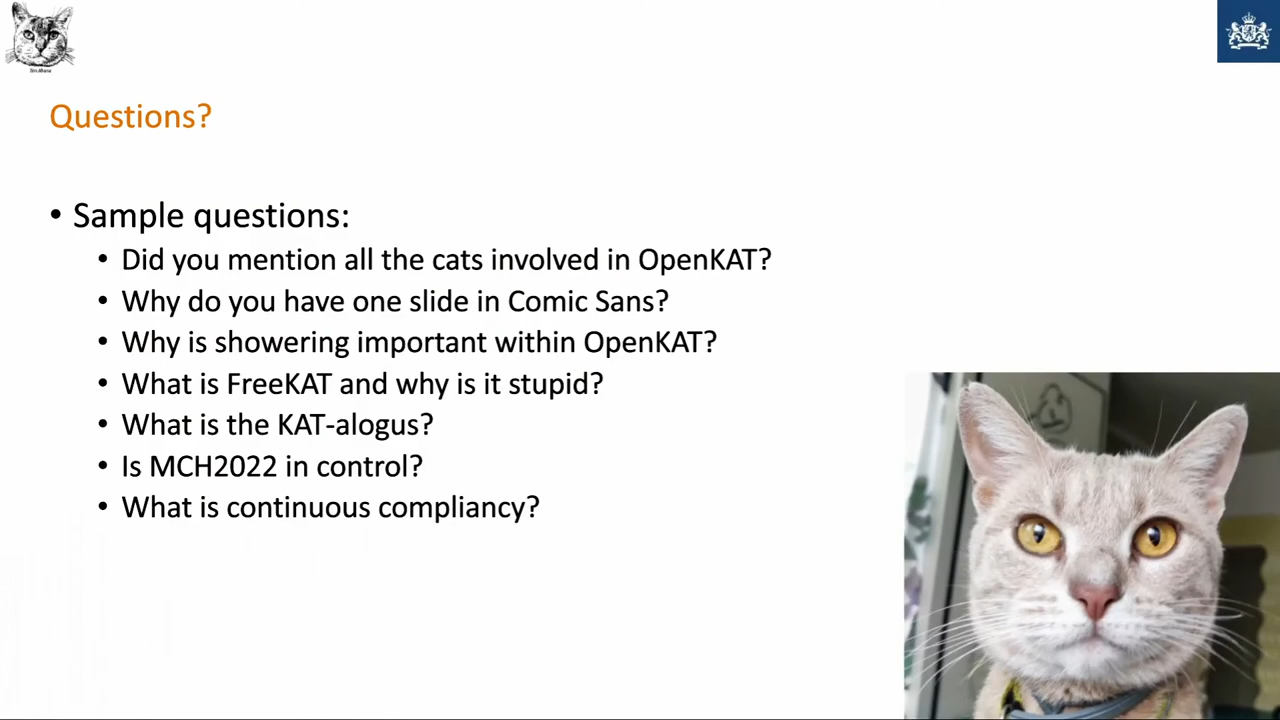 Questions?
• Sample questions:
• Did you mention all the cats involved in OpenKAT?
• Why do you have one slide in Comic Sans?
• Why is showering important within OpenKAT?
• What is FreeKAT and why is it stupid?
• What is the KAT-alogus?
• Is MCH2022 in control?
• What is continuous compliancy?